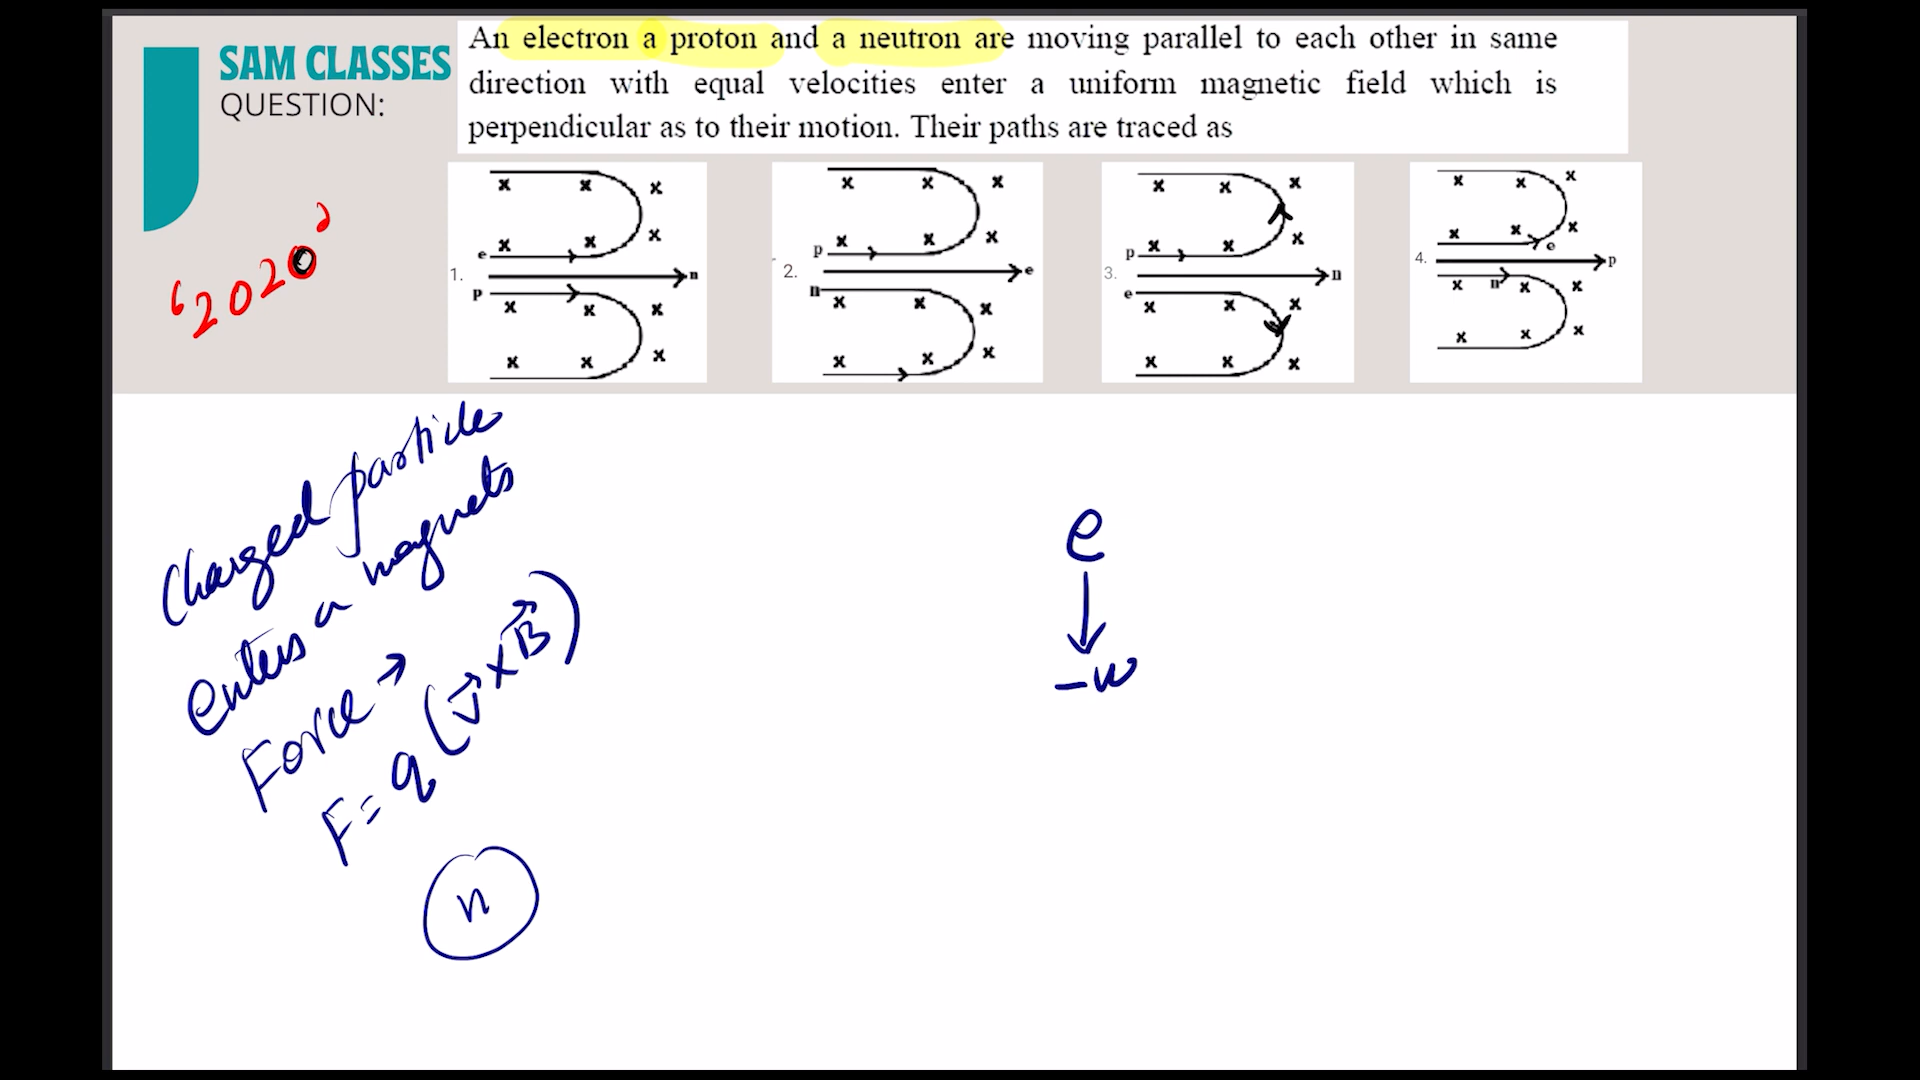 SAM CLASSES
QUESTION:
An electron a proton and a neutron are moving parallel to each other in same
direction with equal velocities enter a uniform magnetic field which is
perpendicular as to their motion. Their paths are traced as
'2020'
1.
x x x
x x x
e
n
p
x x x
x x x
2.
x x x
p x x x
e
n
x x x
x x x
3.
x x x
p x x x
n
e
x x x
x x x
4.
x x x
x x x
e
p
x n x x
x x x
Charged particle
enters a magnets
Force →
F = q (v⃗ × B⃗)
n
e
↓